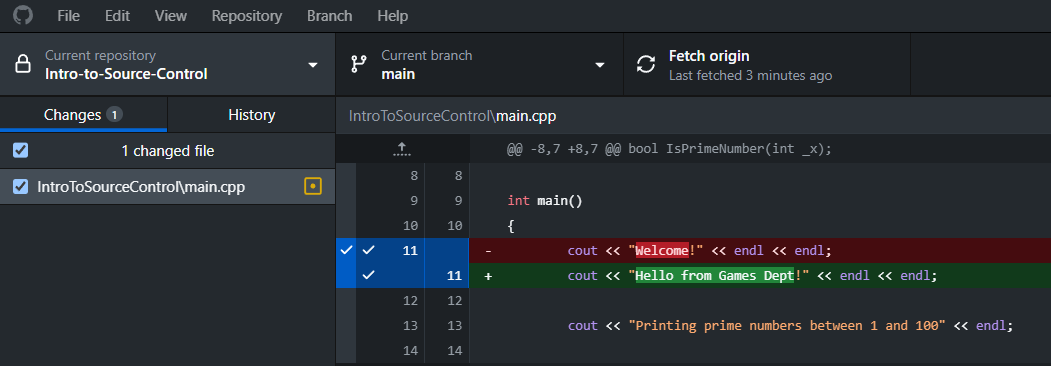 File Edit View Repository Branch Help
Current repository
Intro-to-Source-Control
Current branch
main
Fetch origin
Last fetched 3 minutes ago
Changes 1 History
1 changed file
IntroToSourceControl\main.cpp
IntroToSourceControl\main.cpp
@@ -8,7 +8,7 @@ bool IsPrimeNumber(int _x);
8 8
9 9 int main()
10 10 {
11 - cout << "Welcome!" << endl << endl;
11 + cout << "Hello from Games Dept!" << endl << endl;
12 12
13 13 cout << "Printing prime numbers between 1 and 100" << endl;
14 14